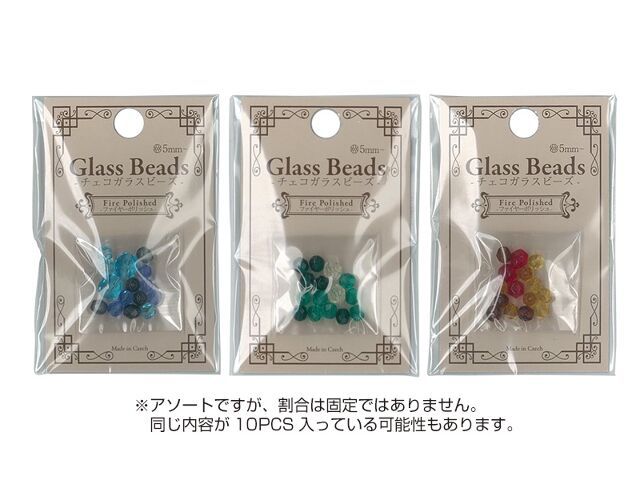 5mm~
Glass Beads
-チェコガラスビーズ-
Fire Polished
-ファイヤーポリッシュ-
Made in Czech
5mm~
Glass Beads
-チェコガラスビーズ-
Fire Polished
-ファイヤーポリッシュ-
Made in Czech
5mm~
Glass Beads
-チェコガラスビーズ-
Fire Polished
-ファイヤーポリッシュ-
Made in Czech
※アソートですが、割合は固定ではありません。
同じ内容が 10PCS 入っている可能性もあります。